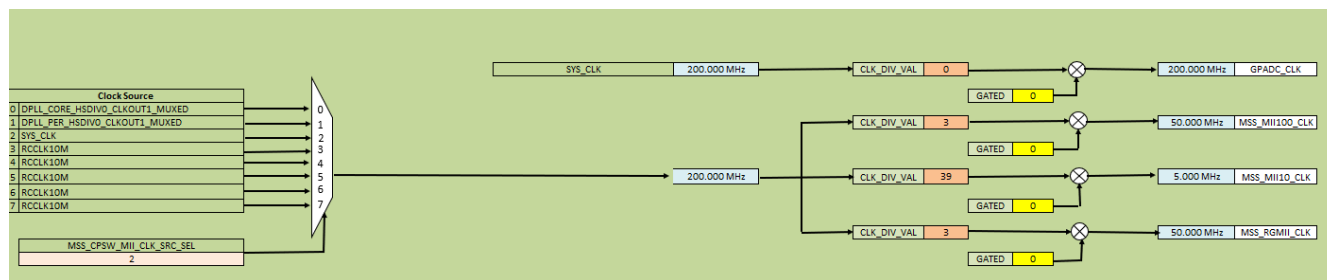 SYS_CLK 200.000 MHz CLK_DIV_VAL 0 200.000 MHz GPADC_CLK
GATED 0
Clock Source
0 DPLL_CORE_HSDIV0_CLKOUT1_MUXED 0
1 DPLL_PER_HSDIV0_CLKOUT1_MUXED 1
2 SYS_CLK 2
3 RCCLK10M 3
4 RCCLK10M 4
5 RCCLK10M 5
6 RCCLK10M 6
7 RCCLK10M 7
MSS_CPSW_MII_CLK_SRC_SEL
2
200.000 MHz
CLK_DIV_VAL 3 50.000 MHz MSS_MII100_CLK
GATED 0
CLK_DIV_VAL 39 5.000 MHz MSS_MII10_CLK
GATED 0
CLK_DIV_VAL 3 50.000 MHz MSS_RGMII_CLK
GATED 0